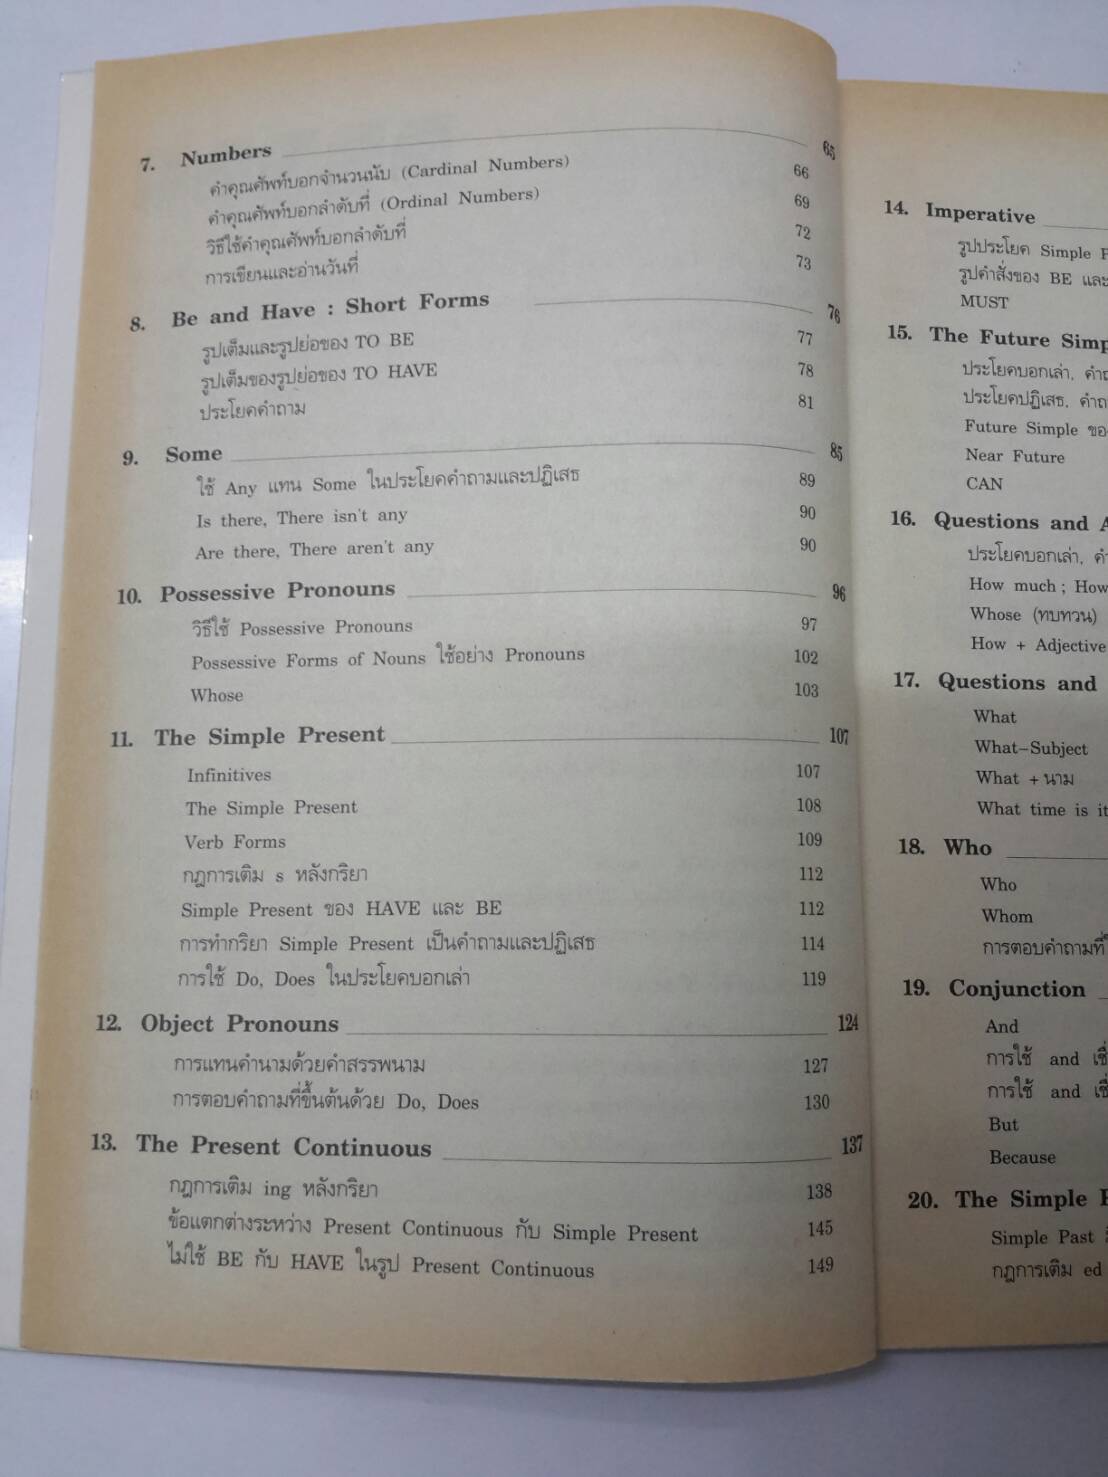 7. Numbers 65
คำคุณศัพท์บอกจำนวนนับ (Cardinal Numbers) 66
คำคุณศัพท์บอกลำดับที่ (Ordinal Numbers) 69
วิธีใช้คำคุณศัพท์บอกลำดับที่ 72
การเขียนและอ่านวันที่ 73
8. Be and Have : Short Forms 76
รูปเต็มและรูปย่อของ TO BE 77
รูปเต็มของรูปย่อของ TO HAVE 78
ประโยคคำถาม 81
9. Some 85
ใช้ Any แทน Some ในประโยคคำถามและปฏิเสธ 89
Is there, There isn't any 90
Are there, There aren't any 90
10. Possessive Pronouns 96
วิธีใช้ Possessive Pronouns 97
Possessive Forms of Nouns ใช้อย่าง Pronouns 102
Whose 103
11. The Simple Present 107
Infinitives 107
The Simple Present 108
Verb Forms 109
กฎการเติม s หลังกริยา 112
Simple Present ของ HAVE และ BE 112
การทำกริยา Simple Present เป็นคำถามและปฏิเสธ 114
การใช้ Do, Does ในประโยคบอกเล่า 119
12. Object Pronouns 124
การแทนคำนามด้วยคำสรรพนาม 127
การตอบคำถามที่ขึ้นต้นด้วย Do, Does 130
13. The Present Continuous 137
กฎการเติม ing หลังกริยา 138
ข้อแตกต่างระหว่าง Present Continuous กับ Simple Present 145
ไม่ใช้ BE กับ HAVE ในรูป Present Continuous 149
14. Imperative
รูปประโยค Simple
รูปคำสั่งของ BE และ
MUST
15. The Future Simp
ประโยคบอกเล่า,
ประโยคปฏิเสธ,
Future Simple ขอ
Near Future
CAN
16. Questions and
ประโยคบอกเล่า,
How much ; How
Whose (ทบทวน)
How + Adjective
17. Questions and
What
What–Subject
What + นาม
What time is it
18. Who
Who
Whom
การตอบคำถามที่
19. Conjunction
And
การใช้ and
การใช้ and
But
Because
20. The Simple
Simple Past
กฎการเติม ed